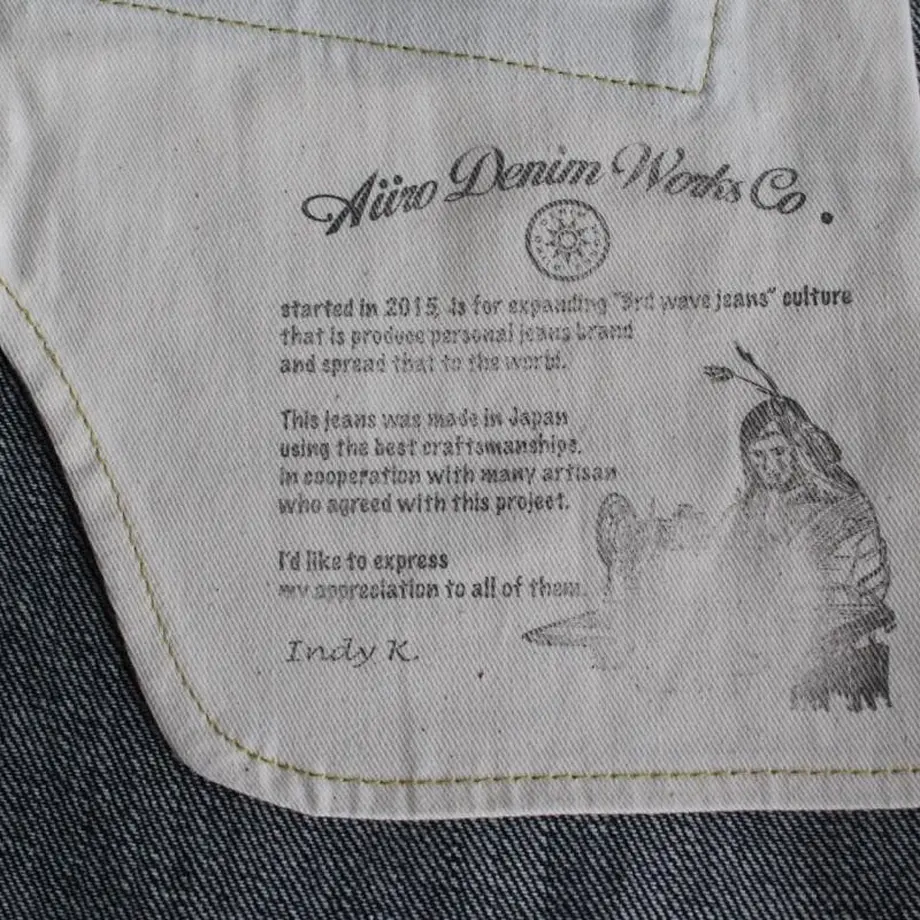 Aiiro Denim Works Co.
started in 2015, is for expanding "3rd wave jeans" culture
that is produce personal jeans brand
and spread that to the world.
This jeans was made in Japan
using the best craftsmanships.
in cooperation with many artisan
who agreed with this project.
I'd like to express
my appreciation to all of them.
Indy K.